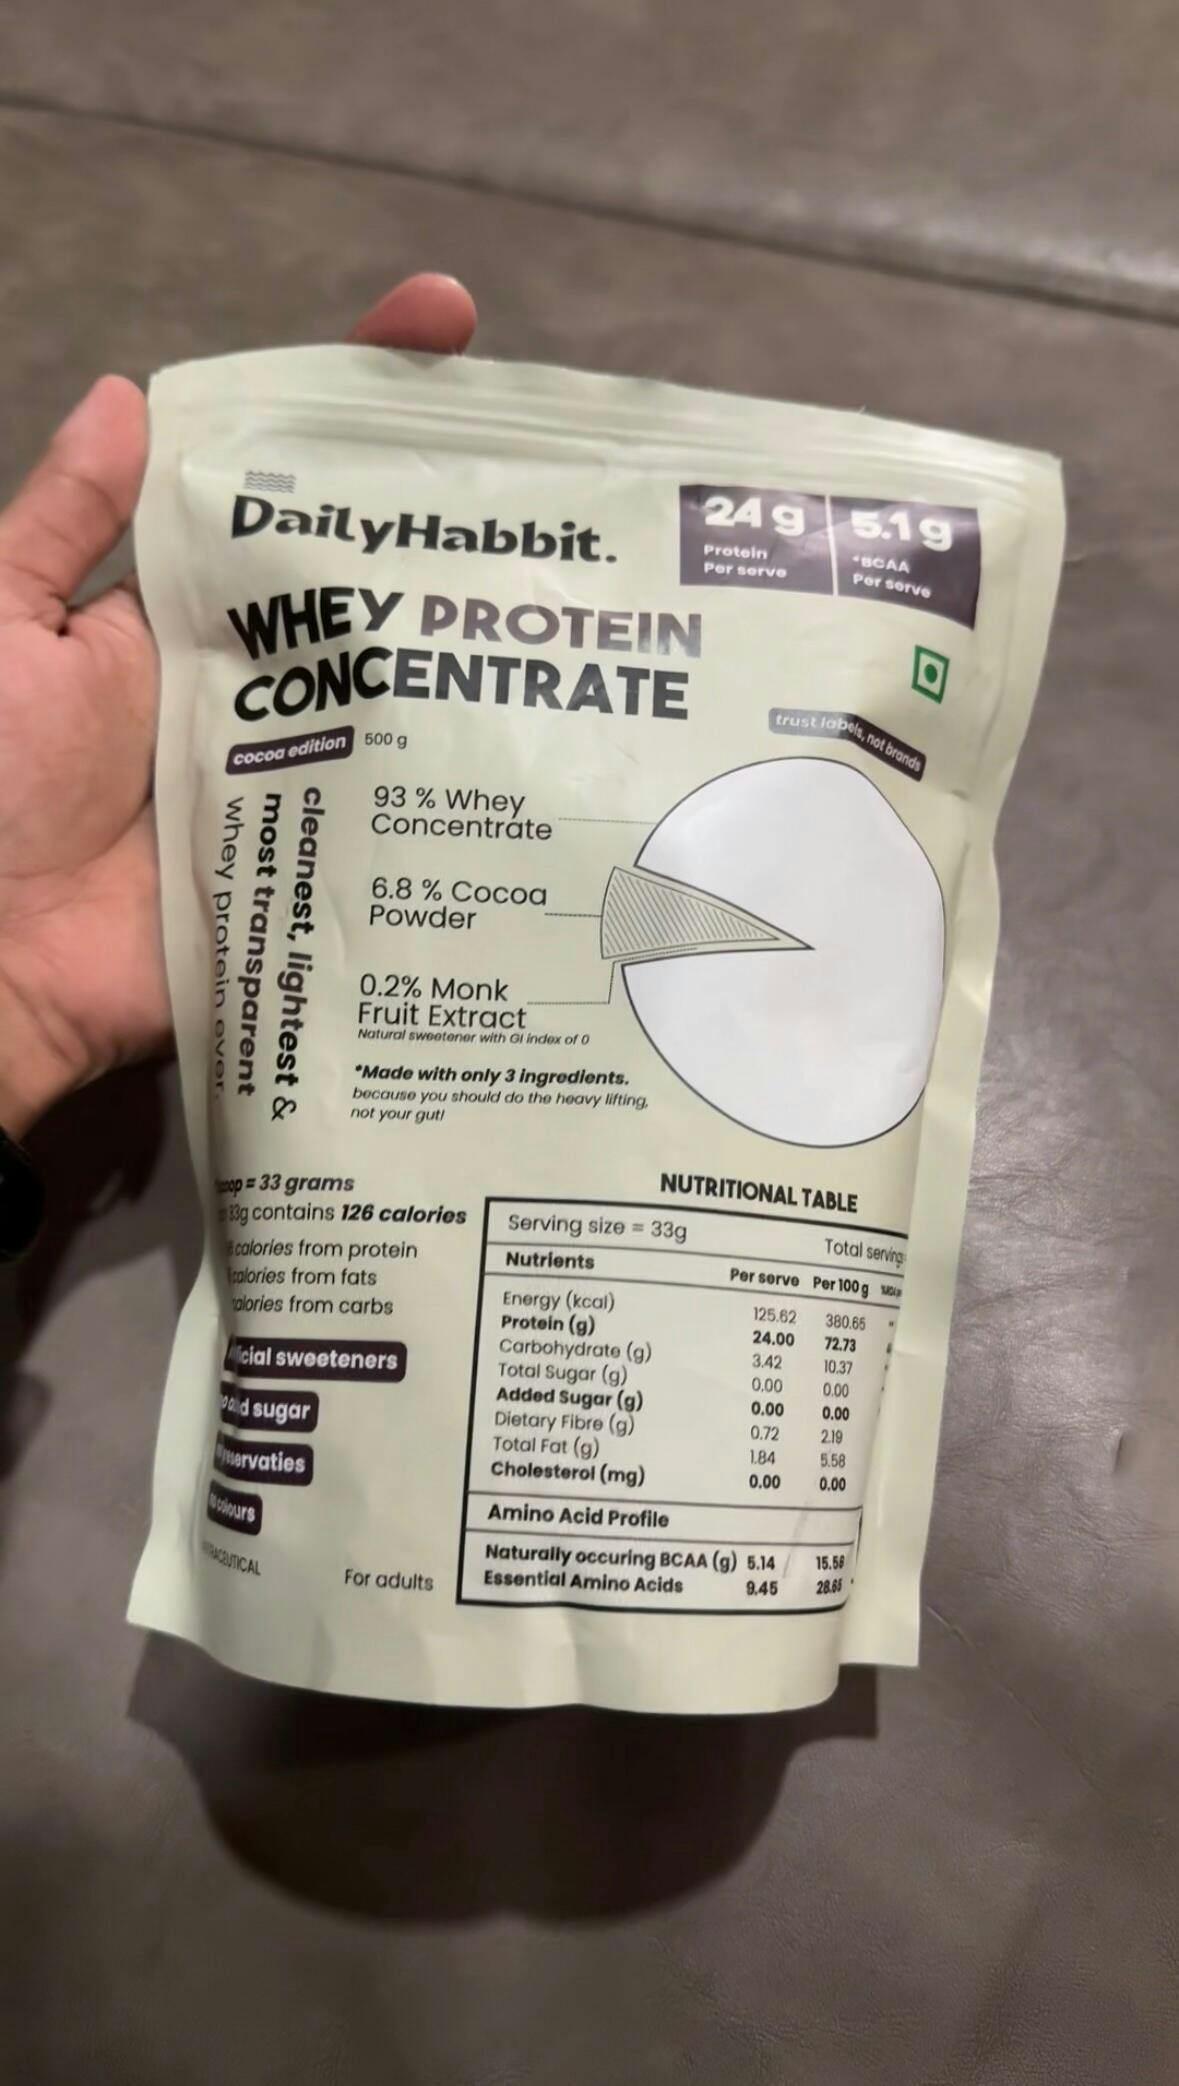 DailyHabbit.
24 g
Protein
Per serve
5.1 g
*BCAA
Per serve
WHEY PROTEIN
CONCENTRATE
cocoa edition
500 g
trust labels, not brands
cleanest, lightest &
most transparent
whey protein ever.
93 % Whey
Concentrate
6.8 % Cocoa
Powder
0.2% Monk
Fruit Extract
Natural sweetener with GI index of 0
*Made with only 3 ingredients.
because you should do the heavy lifting,
not your gut!
= 33 grams
33g contains 126 calories
calories from protein
calories from fats
calories from carbs
sweeteners
sugar
For adults
NUTRITIONAL TABLE
Serving size = 33g
Total
Nutrients Per serve Per 100 g
Energy (kcal) 125.62 380.65
Protein (g) 24.00 72.73
Carbohydrate (g) 3.42 10.37
Total Sugar (g) 0.00 0.00
Added Sugar (g) 0.00 0.00
Dietary Fibre (g) 0.72 2.19
Total Fat (g) 1.84 5.58
Cholesterol (mg) 0.00 0.00
Amino Acid Profile
Naturally occuring BCAA (g) 5.14 15.58
Essential Amino Acids 9.45